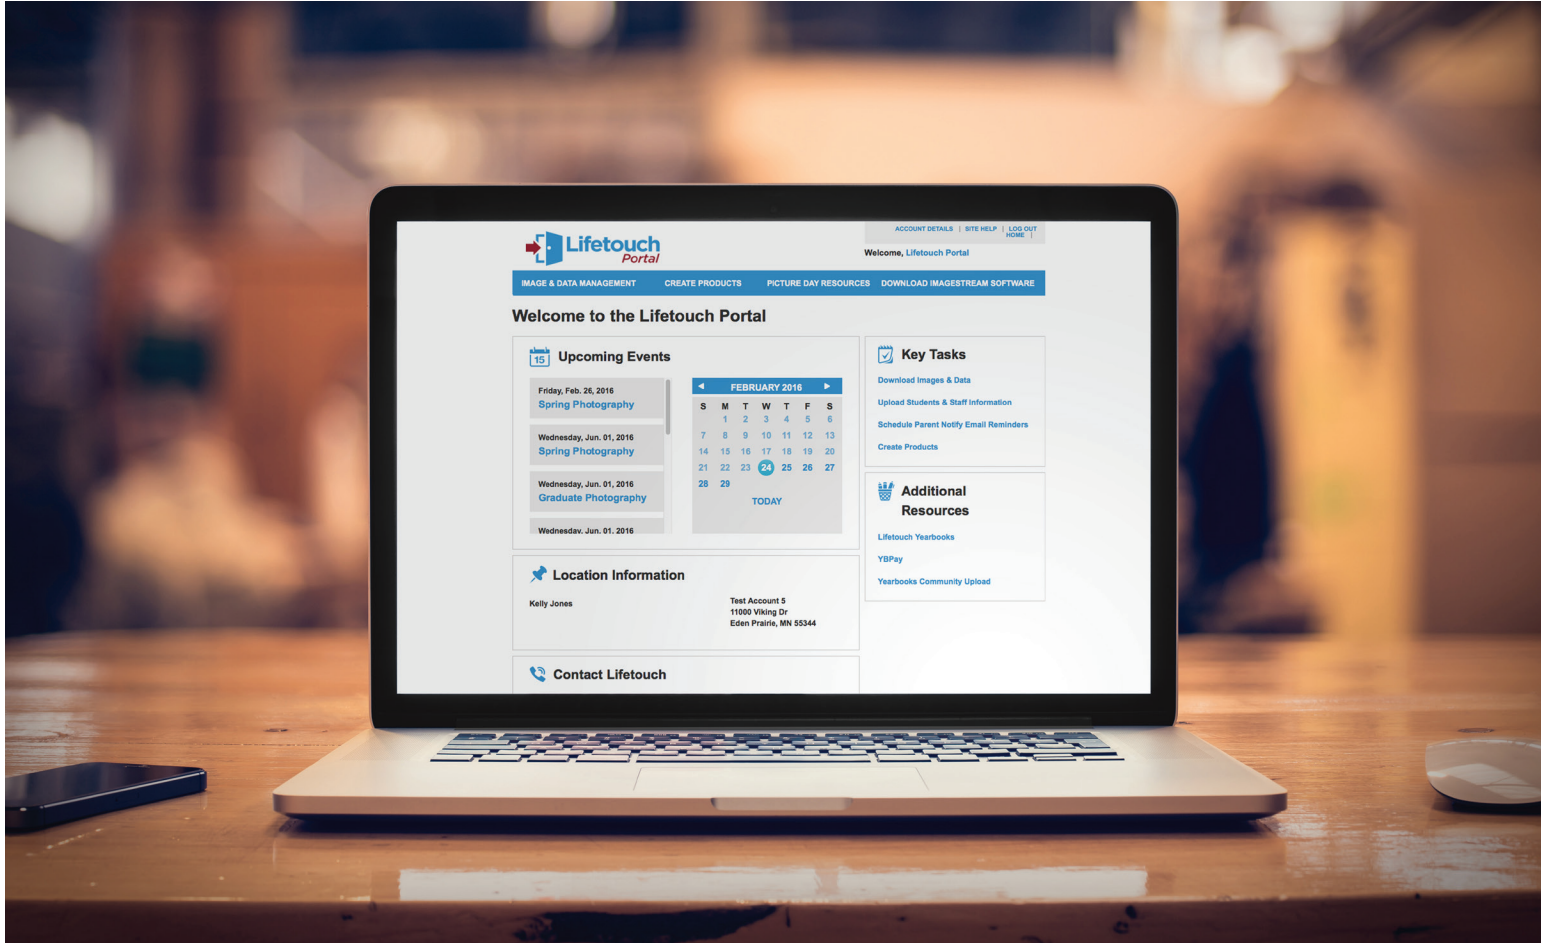 Lifetouch
Portal
ACCOUNT DETAILS | SITE HELP | LOG OUT
HOME |
Welcome, Lifetouch Portal
IMAGE & DATA MANAGEMENT CREATE PRODUCTS PICTURE DAY RESOURCES DOWNLOAD IMAGESTREAM SOFTWARE
Welcome to the Lifetouch Portal
15 Upcoming Events
Friday, Feb. 26, 2016
Spring Photography
Wednesday, Jun. 01, 2016
Spring Photography
Wednesday, Jun. 01, 2016
Graduate Photography
Wednesday, Jun. 01, 2016
FEBRUARY 2016
S M T W T F S
1 2 3 4 5 6
7 8 9 10 11 12 13
14 15 16 17 18 19 20
21 22 23 24 25 26 27
28 29
TODAY
Key Tasks
Download Images & Data
Upload Students & Staff Information
Schedule Parent Notify Email Reminders
Create Products
Additional
Resources
Lifetouch Yearbooks
YBPay
Yearbooks Community Upload
Location Information
Kelly Jones
Test Account 5
11000 Viking Dr
Eden Prairie, MN 55344
Contact Lifetouch